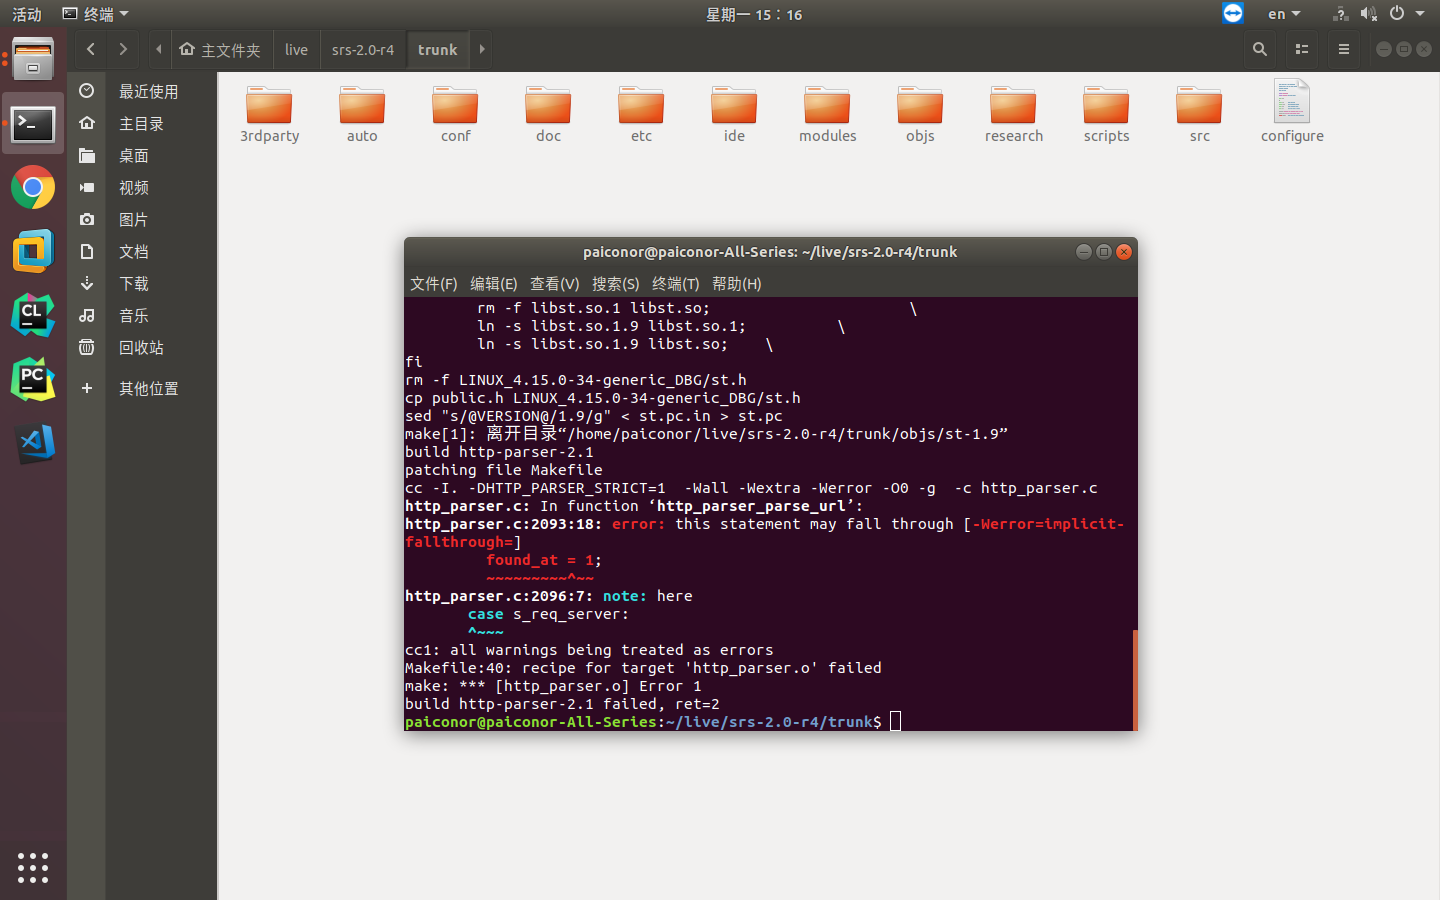 活动 终端 星期一 15：16 en
主文件夹 live srs-2.0-r4 trunk
最近使用
主目录
桌面
视频
图片
文档
下载
音乐
回收站
其他位置
3rdparty auto conf doc etc ide modules objs research scripts src configure
CL
PC
paiconor@paiconor-All-Series: ~/live/srs-2.0-r4/trunk
文件(F) 编辑(E) 查看(V) 搜索(S) 终端(T) 帮助(H)
rm -f libst.so.1 libst.so; \
ln -s libst.so.1.9 libst.so.1; \
ln -s libst.so.1.9 libst.so; \
fi
rm -f LINUX_4.15.0-34-generic_DBG/st.h
cp public.h LINUX_4.15.0-34-generic_DBG/st.h
sed "s/@VERSION@/1.9/g" < st.pc.in > st.pc
make[1]: 离开目录“/home/paiconor/live/srs-2.0-r4/trunk/objs/st-1.9”
build http-parser-2.1
patching file Makefile
cc -I. -DHTTP_PARSER_STRICT=1  -Wall -Wextra -Werror -O0 -g  -c http_parser.c
http_parser.c: In function ‘http_parser_parse_url’:
http_parser.c:2093:18: error: this statement may fall through [-Werror=implicit-
fallthrough=]
found_at = 1;
~~~~~~~~~^~~
http_parser.c:2096:7: note: here
case s_req_server:
^~~~
cc1: all warnings being treated as errors
Makefile:40: recipe for target 'http_parser.o' failed
make: *** [http_parser.o] Error 1
build http-parser-2.1 failed, ret=2
paiconor@paiconor-All-Series:~/live/srs-2.0-r4/trunk$